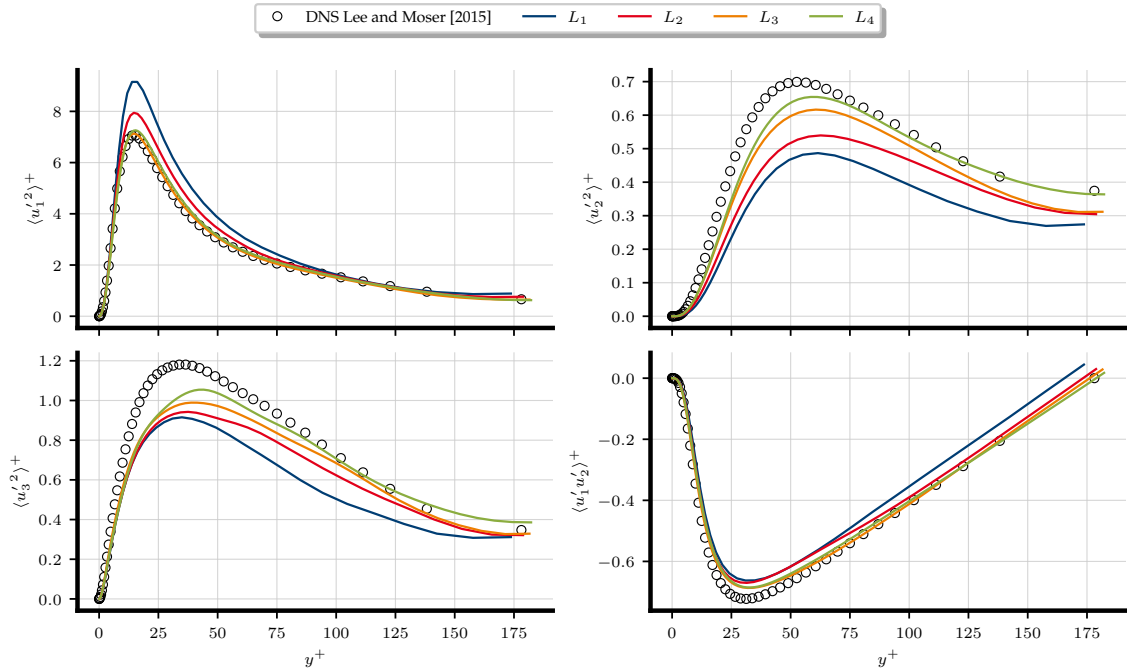 DNS Lee and Moser [2015] L₁ L₂ L₃ L₄
⟨u′₁²⟩⁺
8
6
4
2
0
⟨u′₂²⟩⁺
0.7
0.6
0.5
0.4
0.3
0.2
0.1
0.0
⟨u′₃²⟩⁺
1.2
1.0
0.8
0.6
0.4
0.2
0.0
0 25 50 75 100 125 150 175
y⁺
⟨u′₁u′₂⟩⁺
0.0
−0.2
−0.4
−0.6
0 25 50 75 100 125 150 175
y⁺